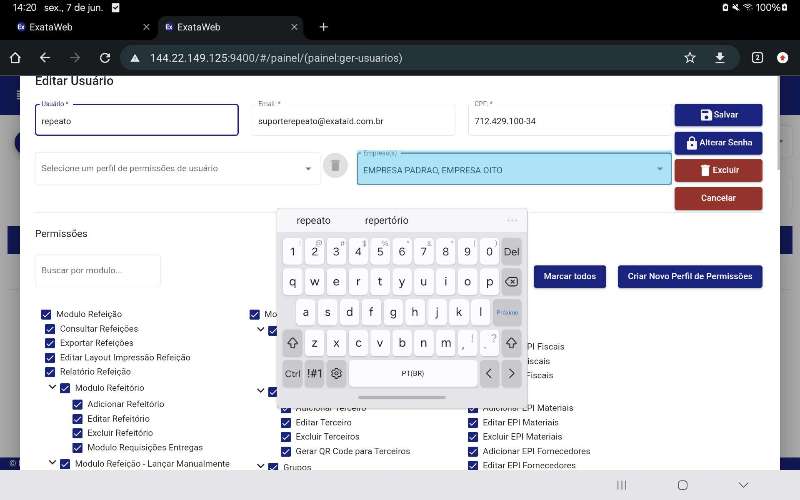 14:20 sex., 7 de jun.
100%
ExataWeb
ExataWeb
144.22.149.125:9400/#/painel/(painel:ger-usuarios)
2
Editar Usuário
Usuário *
repeato
Email *
suporterepeato@exataid.com.br
CPF *
712.429.100-34
Salvar
Alterar Senha
Excluir
Cancelar
Selecione um perfil de permissões de usuário
Empresa(s)
EMPRESA PADRAO, EMPRESA OITO
Permissões
Buscar por modulo...
Marcar todos
Criar Novo Perfil de Permissões
repeato repertório ...
1 2 3 4 5 6 7 8 9 0 Del
q w e r t y u i o p
a s d f g h j k l Próximo
z x c v b n m , . ?
Ctrl !#1 PT(BR) < >
Modulo Refeição
Consultar Refeições
Exportar Refeições
Editar Layout Impressão Refeição
Relatório Refeição
Modulo Refeitório
Adicionar Refeitório
Editar Refeitório
Excluir Refeitório
Modulo Requisições Entregas
Modulo Refeição - Lançar Manualmente
Mo
Adicionar Terceiro
Editar Terceiro
Excluir Terceiros
Gerar QR Code para Terceiros
Grupos
PI Fiscais
iscais
Fiscais
Adicionar EPI Materiais
Editar EPI Materiais
Excluir EPI Materiais
Adicionar EPI Fornecedores
Editar EPI Fornecedores